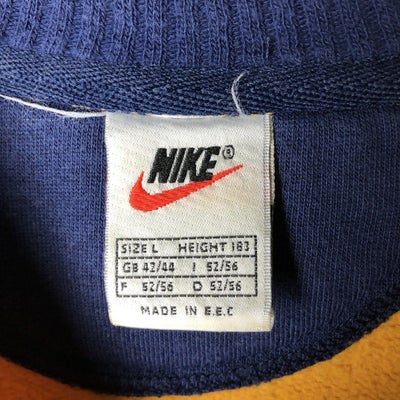 NIKE®
SIZE L HEIGHT 183
GB 42/44 I 52/56
F 52/56 D 52/56
MADE IN E.E.C